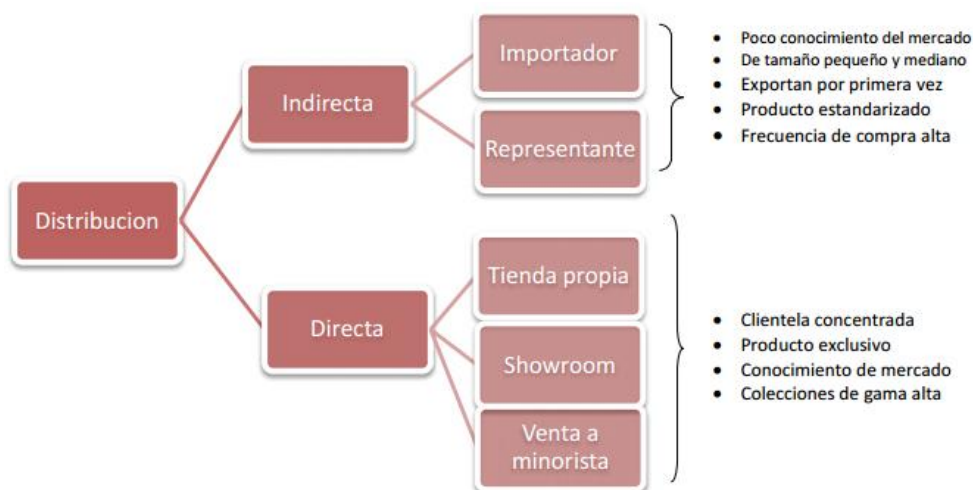 Distribucion
Indirecta
Importador
Representante
• Poco conocimiento del mercado
• De tamaño pequeño y mediano
• Exportan por primera vez
• Producto estandarizado
• Frecuencia de compra alta
Directa
Tienda propia
Showroom
Venta a
minorista
• Clientela concentrada
• Producto exclusivo
• Conocimiento de mercado
• Colecciones de gama alta